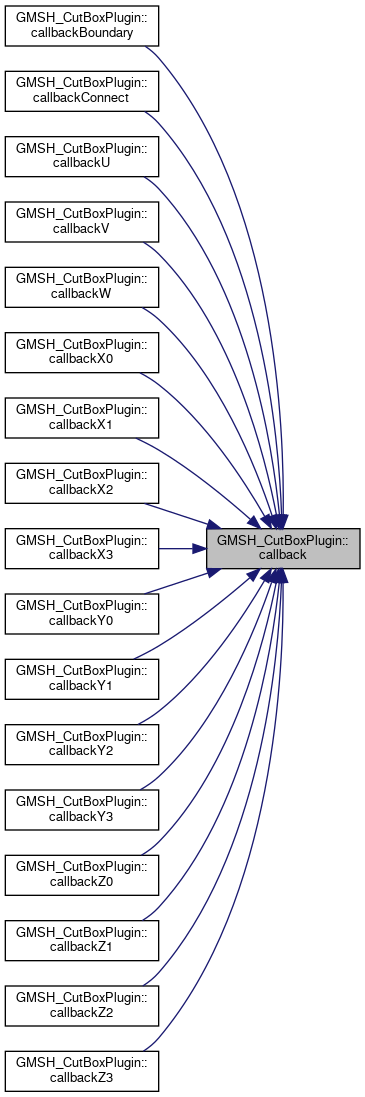 GMSH_CutBoxPlugin::
callbackBoundary
GMSH_CutBoxPlugin::
callbackConnect
GMSH_CutBoxPlugin::
callbackU
GMSH_CutBoxPlugin::
callbackV
GMSH_CutBoxPlugin::
callbackW
GMSH_CutBoxPlugin::
callbackX0
GMSH_CutBoxPlugin::
callbackX1
GMSH_CutBoxPlugin::
callbackX2
GMSH_CutBoxPlugin::
callbackX3
GMSH_CutBoxPlugin::
callback
GMSH_CutBoxPlugin::
callbackY0
GMSH_CutBoxPlugin::
callbackY1
GMSH_CutBoxPlugin::
callbackY2
GMSH_CutBoxPlugin::
callbackY3
GMSH_CutBoxPlugin::
callbackZ0
GMSH_CutBoxPlugin::
callbackZ1
GMSH_CutBoxPlugin::
callbackZ2
GMSH_CutBoxPlugin::
callbackZ3